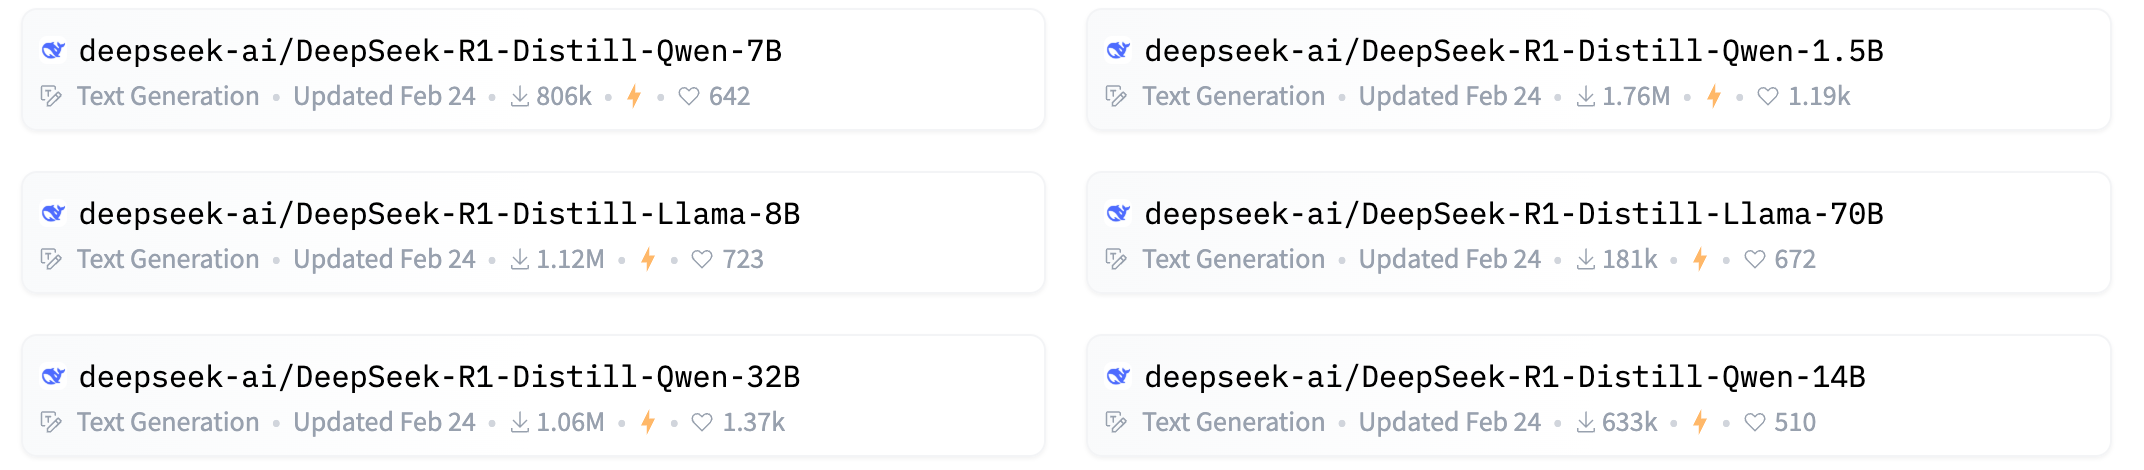 deepseek-ai/DeepSeek-R1-Distill-Qwen-7B
Text Generation • Updated Feb 24 • 806k • • 642
deepseek-ai/DeepSeek-R1-Distill-Qwen-1.5B
Text Generation • Updated Feb 24 • 1.76M • • 1.19k
deepseek-ai/DeepSeek-R1-Distill-Llama-8B
Text Generation • Updated Feb 24 • 1.12M • • 723
deepseek-ai/DeepSeek-R1-Distill-Llama-70B
Text Generation • Updated Feb 24 • 181k • • 672
deepseek-ai/DeepSeek-R1-Distill-Qwen-32B
Text Generation • Updated Feb 24 • 1.06M • • 1.37k
deepseek-ai/DeepSeek-R1-Distill-Qwen-14B
Text Generation • Updated Feb 24 • 633k • • 510